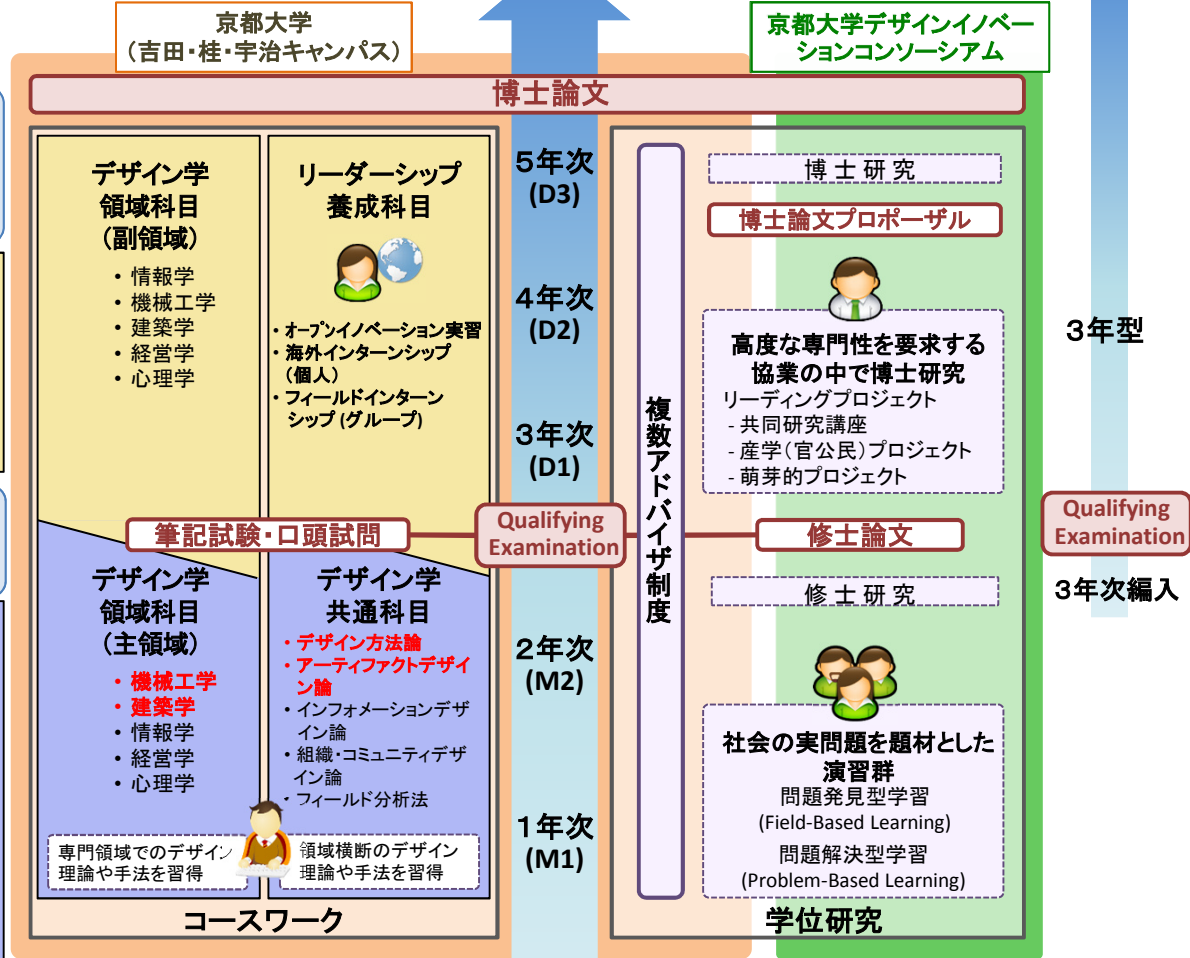 京都大学
(吉田・桂・宇治キャンパス)
京都大学デザインイノベー
ションコンソーシアム
博士論文
デザイン学
領域科目
(副領域)
・情報学
・機械工学
・建築学
・経営学
・心理学
リーダーシップ
養成科目
・オープンイノベーション実習
・海外インターンシップ
(個人)
・フィールドインターン
シップ(グループ)
筆記試験・口頭試問
デザイン学
領域科目
(主領域)
・機械工学
・建築学
・情報学
・経営学
・心理学
専門領域でのデザイン
理論や手法を習得
デザイン学
共通科目
・デザイン方法論
・アーティファクトデザイ
ン論
・インフォメーションデザ
イン論
・組織・コミュニティデザ
イン論
・フィールド分析法
領域横断のデザイン
理論や手法を習得
コースワーク
5年次
(D3)
4年次
(D2)
3年次
(D1)
Qualifying
Examination
2年次
(M2)
1年次
(M1)
複数アドバイザ制度
博士研究
博士論文プロポーザル
高度な専門性を要求する
協業の中で博士研究
リーディングプロジェクト
- 共同研究講座
- 産学(官公民)プロジェクト
- 萌芽的プロジェクト
修士論文
修士研究
社会の実問題を題材とした
演習群
問題発見型学習
(Field-Based Learning)
問題解決型学習
(Problem-Based Learning)
学位研究
3年型
Qualifying
Examination
3年次編入